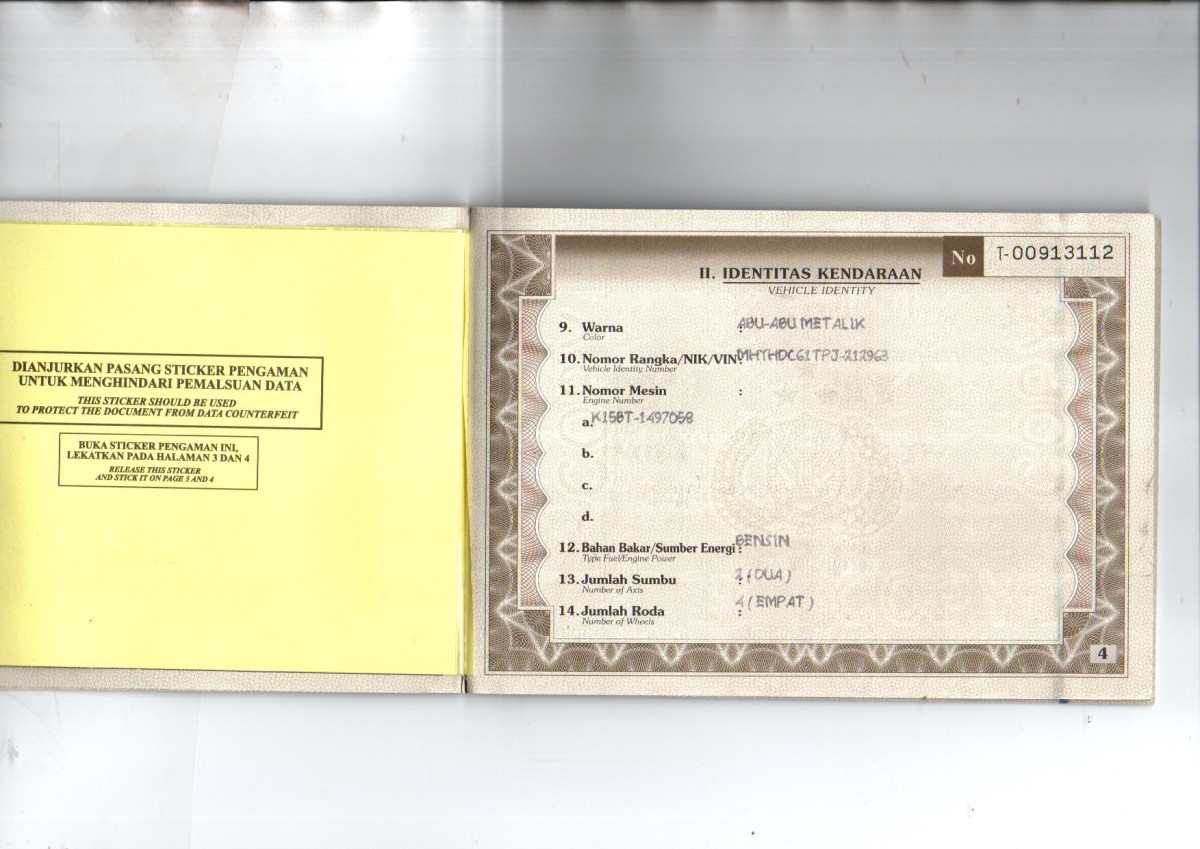 DIANJURKAN PASANG STICKER PENGAMAN
UNTUK MENGHINDARI PEMALSUAN DATA
THIS STICKER SHOULD BE USED
TO PROTECT THE DOCUMENT FROM DATA COUNTERFEIT
BUKA STICKER PENGAMAN INI,
LEKATKAN PADA HALAMAN 3 DAN 4
RELEASE THIS STICKER
AND STICK IT ON PAGE 3 AND 4
No T-00913112
II. IDENTITAS KENDARAAN
VEHICLE IDENTITY
9. Warna : ABU-ABU METALIK
Color
10. Nomor Rangka/NIK/VIN: MHYHDC61TPJ-212963
Vehicle Identity Number
11. Nomor Mesin :
Engine Number
a. K15BT-1497058
b.
c.
d.
12. Bahan Bakar/Sumber Energi : BENSIN
Type Fuel/Engine Power
13. Jumlah Sumbu : 2 (DUA)
Number of Axis
14. Jumlah Roda : 4 (EMPAT)
Number of Wheels
4